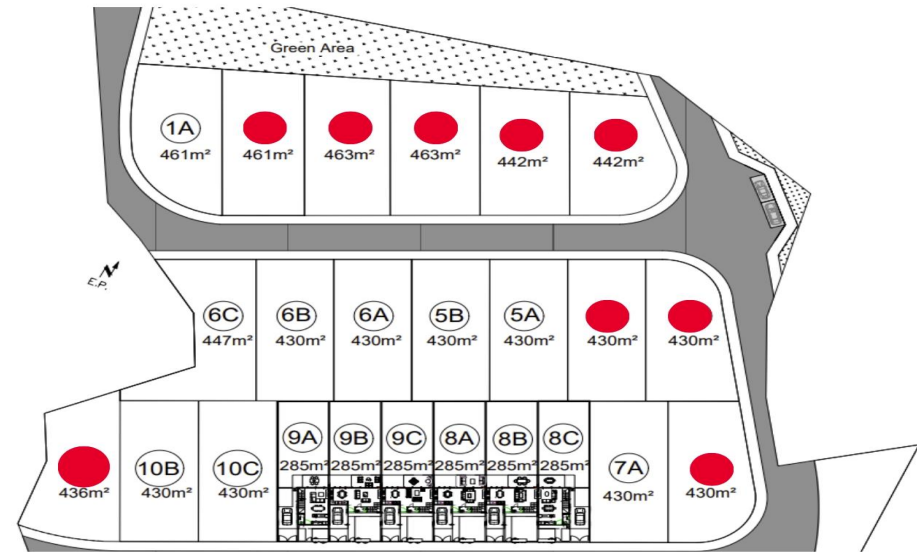 Green Area
1A
461m²
461m²
463m²
463m²
442m²
442m²
E.P.
N
6C
6B
6A
5B
5A
447m²
430m²
430m²
430m²
430m²
430m²
430m²
9A
9B
9C
8A
8B
8C
10B
10C
7A
285m²
285m²
285m²
285m²
285m²
285m²
436m²
430m²
430m²
430m²
430m²